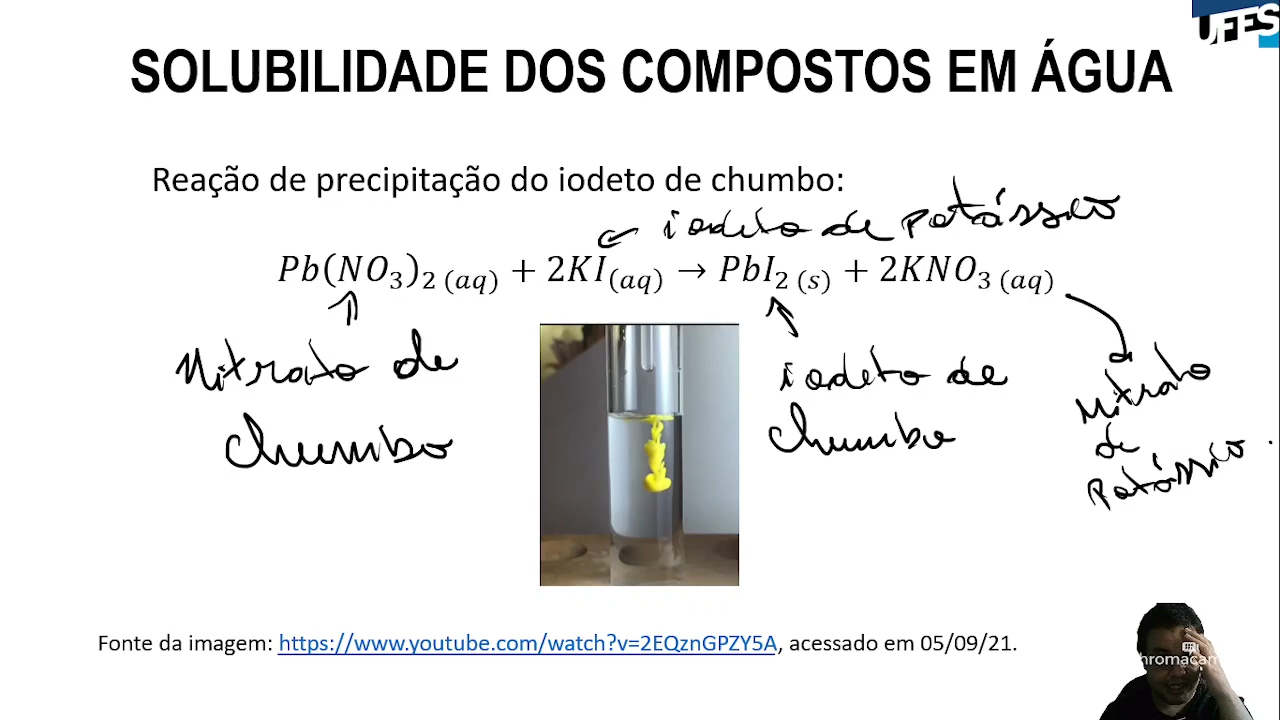 UFES
SOLUBILIDADE DOS COMPOSTOS EM ÁGUA
Reação de precipitação do iodeto de chumbo:
iodeto de potássio
Pb(NO₃)₂ (aq) + 2KI(aq) → PbI₂ (s) + 2KNO₃ (aq)
Nitrato de
chumbo
iodeto de
chumbo
Nitrato
de
Potássio.
Fonte da imagem: https://www.youtube.com/watch?v=2EQznGPZY5A, acessado em 05/09/21.
hromacam